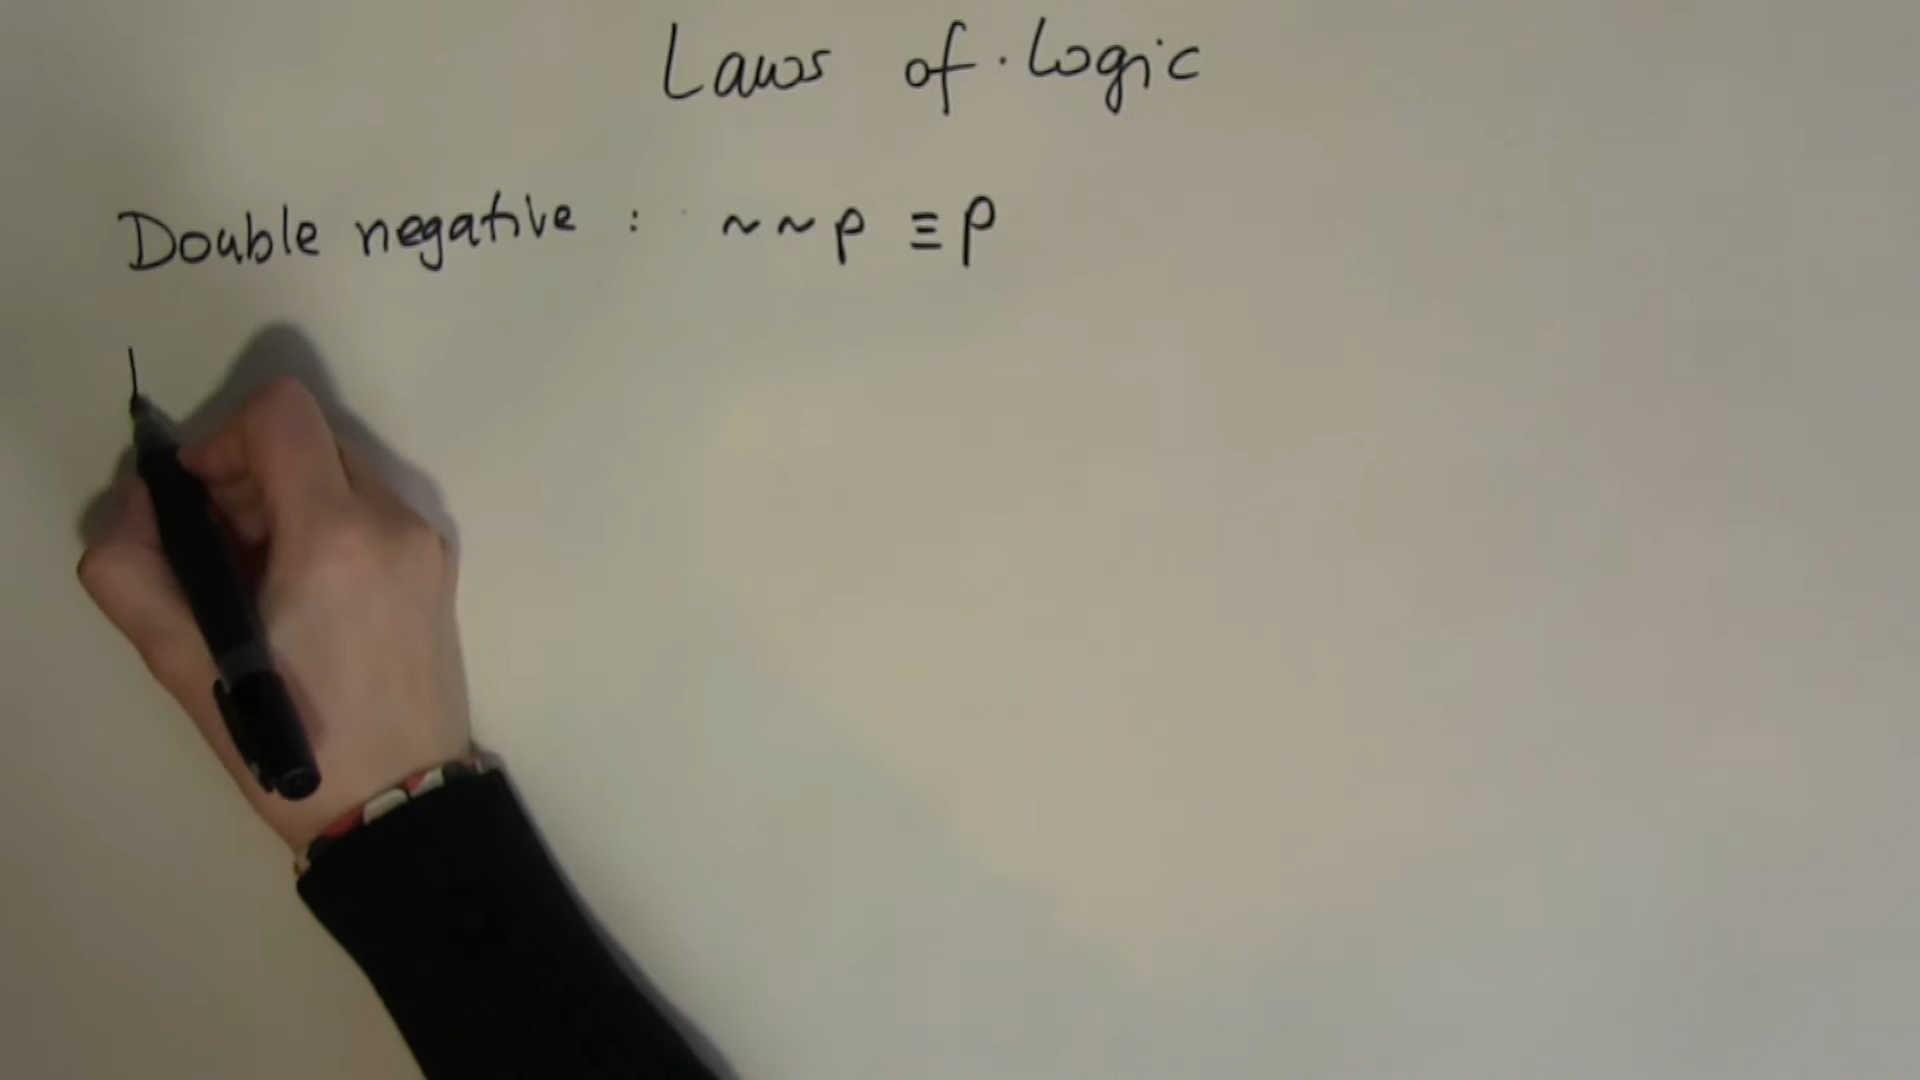 Laws of Logic
Double negative : ~~p ≡ p